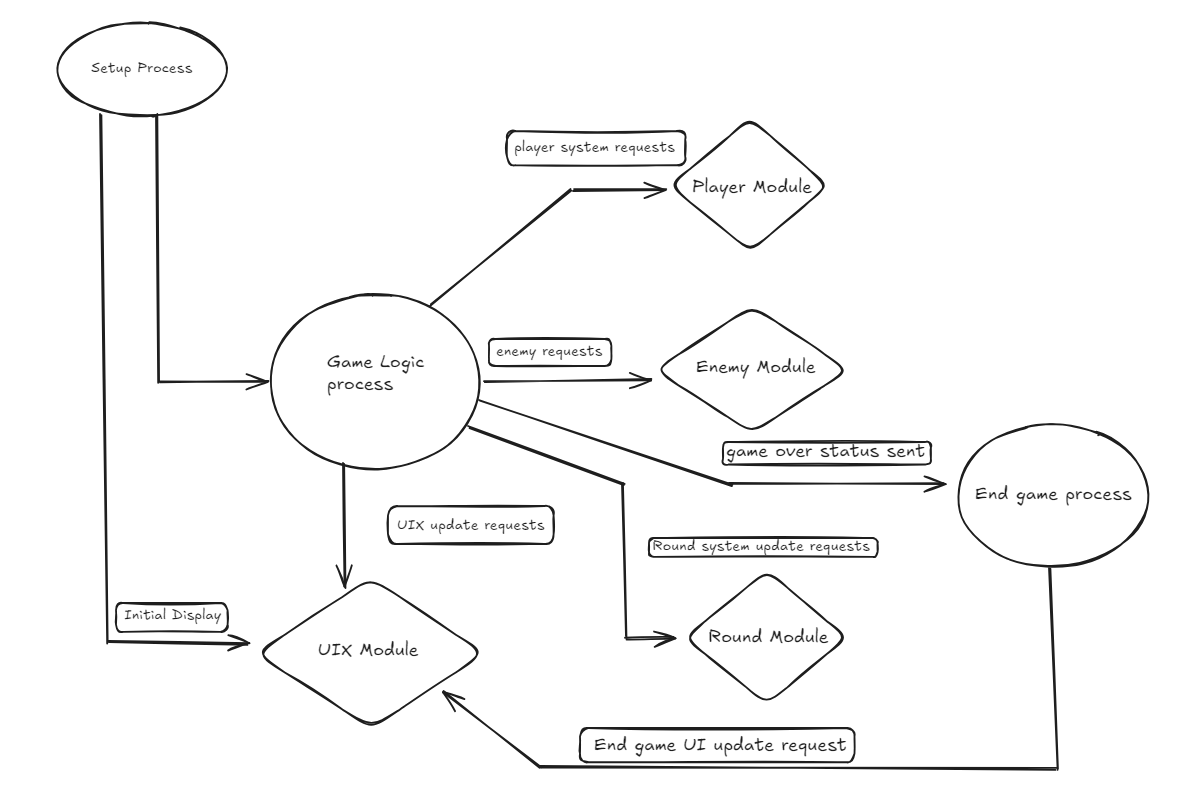 Setup Process
player system requests
Player Module
Game Logic
process
enemy requests
Enemy Module
game over status sent
End game process
UIX update requests
Round system update requests
Initial Display
UIX Module
Round Module
End game UI update request